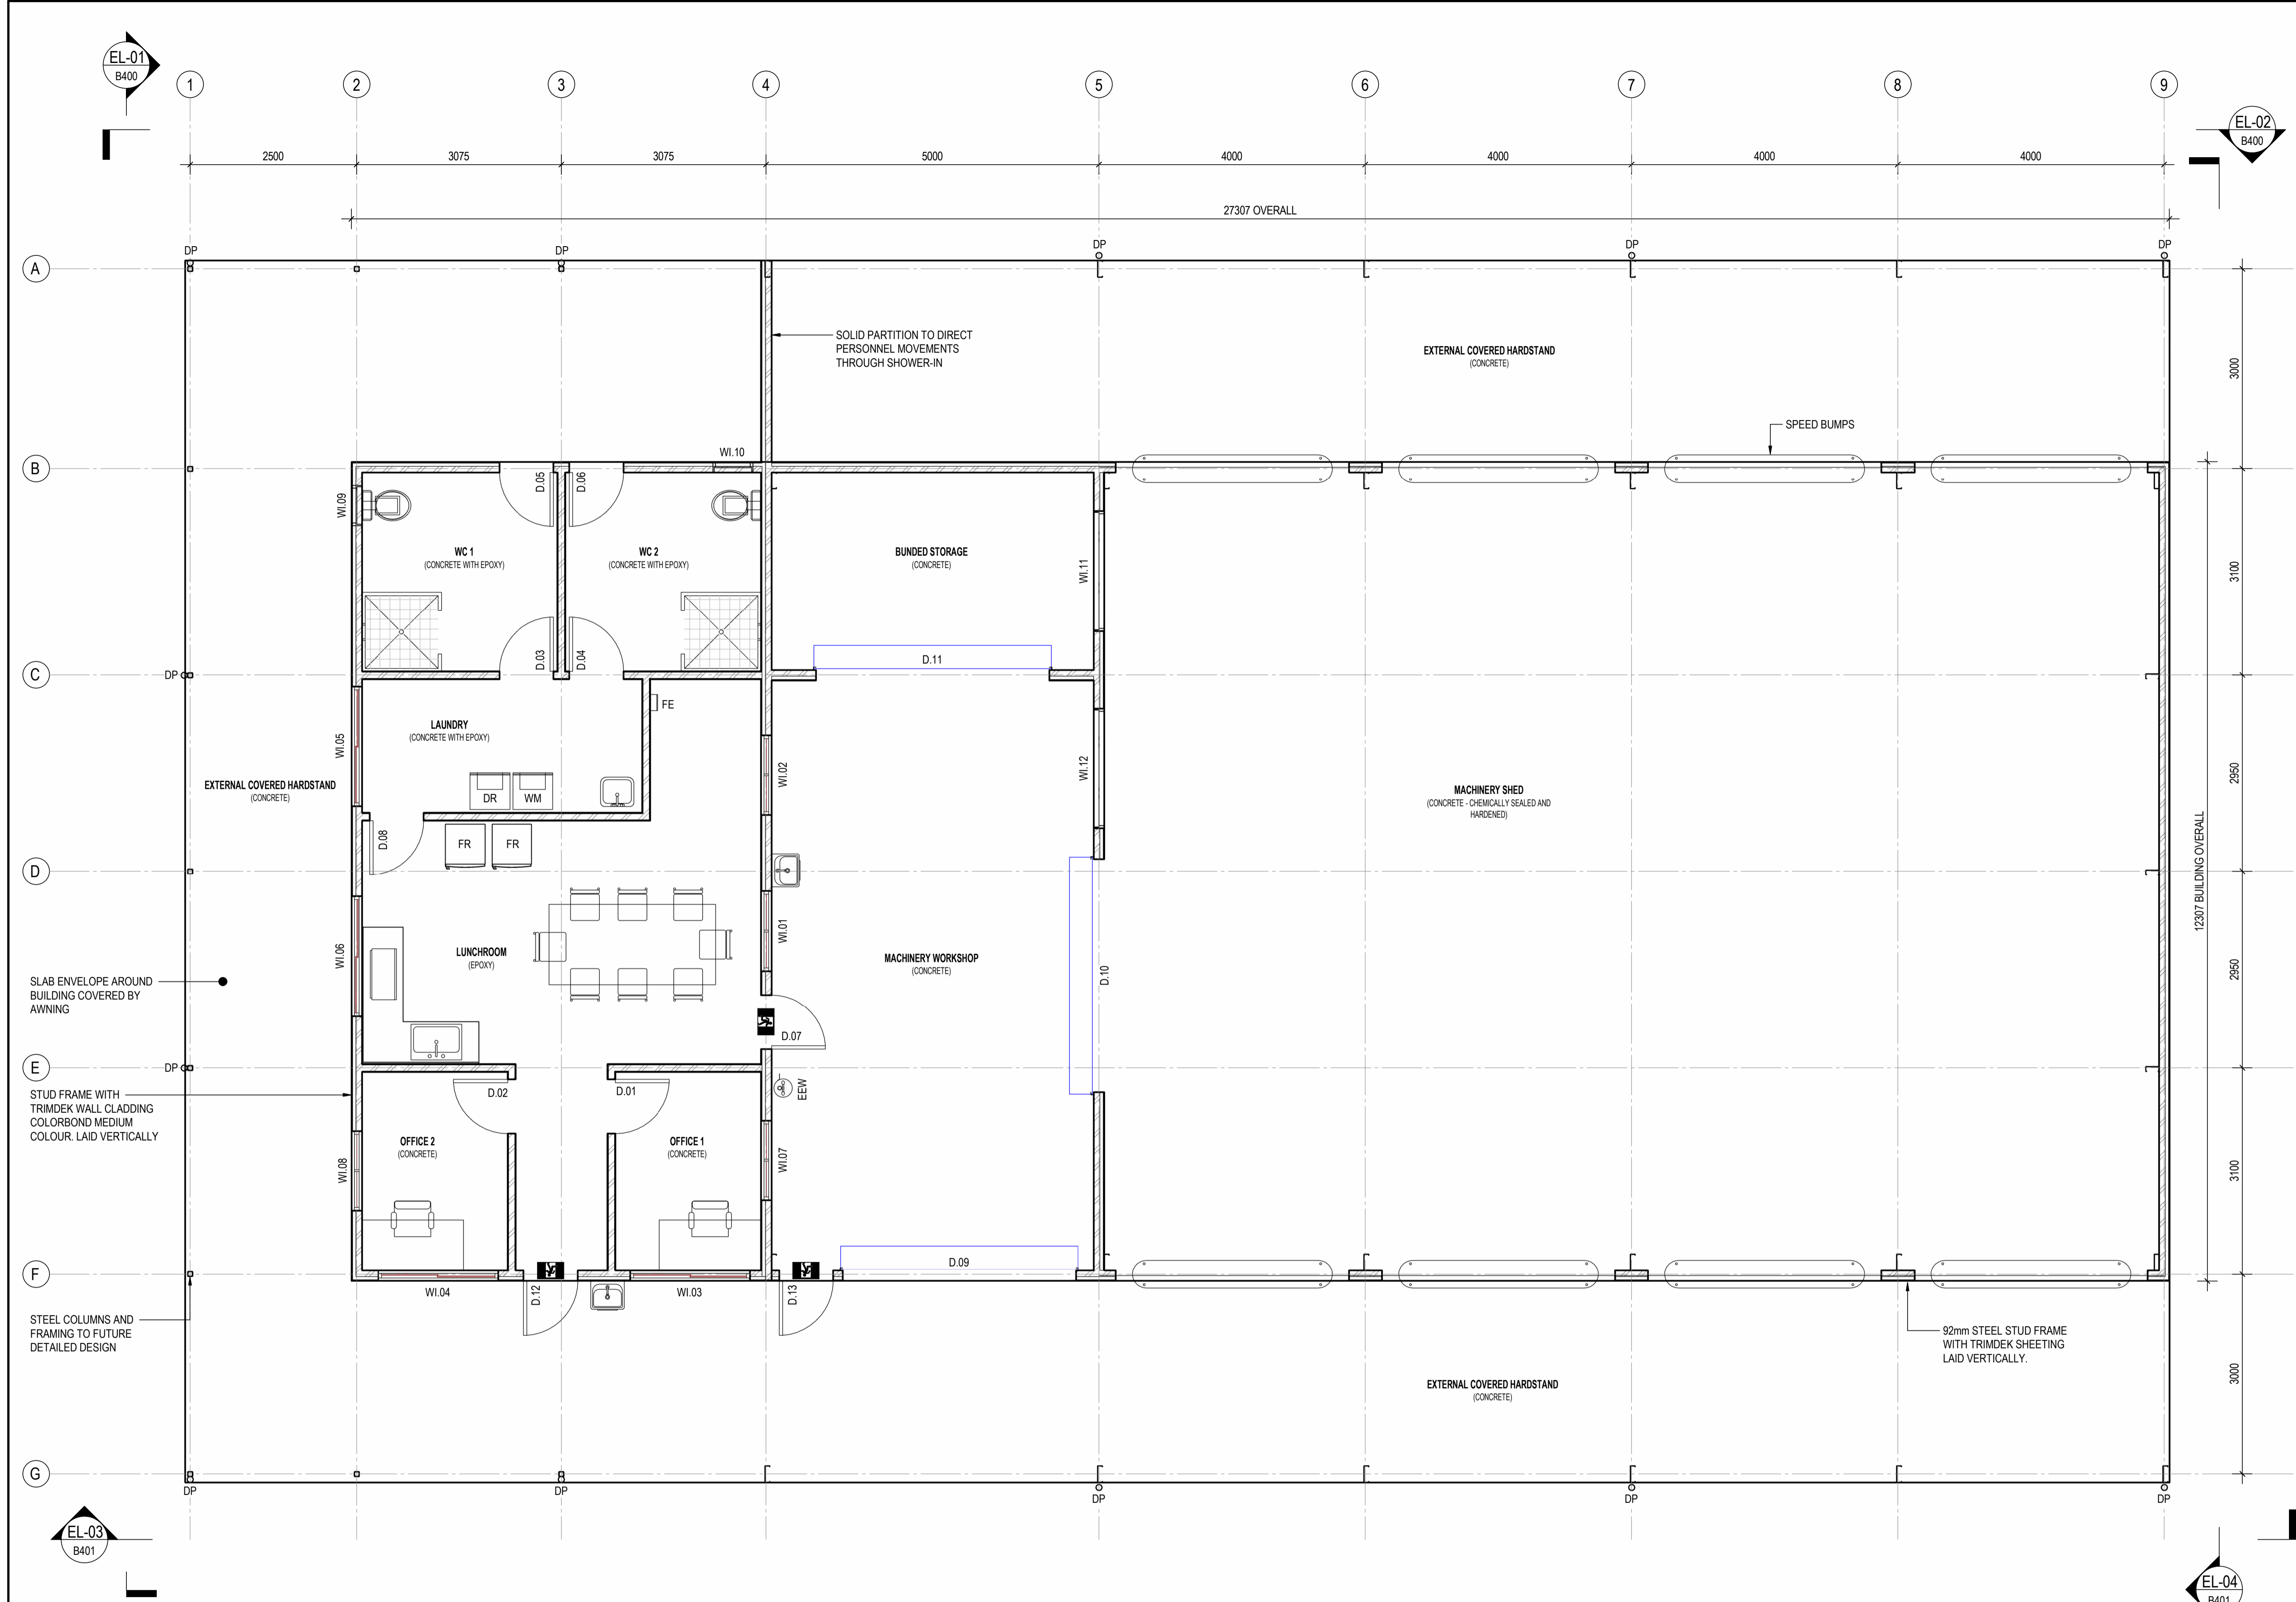 EL-01
B400
1
2
3
4
5
6
7
8
9
EL-02
B400
2500
3075
3075
5000
4000
4000
4000
4000
27307 OVERALL
DP
DP
DP
DP
DP
A
SOLID PARTITION TO DIRECT
PERSONNEL MOVEMENTS
THROUGH SHOWER-IN
EXTERNAL COVERED HARDSTAND
(CONCRETE)
3000
SPEED BUMPS
WI.10
B
WI.09
D.05
D.06
WC 1
(CONCRETE WITH EPOXY)
WC 2
(CONCRETE WITH EPOXY)
BUNDED STORAGE
(CONCRETE)
WI.11
3100
D.03
D.04
D.11
C
DP
FE
LAUNDRY
(CONCRETE WITH EPOXY)
WI.05
WI.02
WI.12
2950
EXTERNAL COVERED HARDSTAND
(CONCRETE)
DR
WM
MACHINERY SHED
(CONCRETE - CHEMICALLY SEALED AND
HARDENED)
D.08
FR
FR
12307 BUILDING OVERALL
D
WI.06
LUNCHROOM
(EPOXY)
WI.01
MACHINERY WORKSHOP
(CONCRETE)
D.10
2950
SLAB ENVELOPE AROUND
BUILDING COVERED BY
AWNING
D.07
E
DP
STUD FRAME WITH
TRIMDEK WALL CLADDING
COLORBOND MEDIUM
COLOUR. LAID VERTICALLY
D.02
D.01
EEW
OFFICE 2
(CONCRETE)
OFFICE 1
(CONCRETE)
WI.08
WI.07
3100
D.09
F
WI.04
D.12
WI.03
D.13
STEEL COLUMNS AND
FRAMING TO FUTURE
DETAILED DESIGN
92mm STEEL STUD FRAME
WITH TRIMDEK SHEETING
LAID VERTICALLY.
EXTERNAL COVERED HARDSTAND
(CONCRETE)
3000
G
DP
DP
DP
DP
DP
EL-03
B401
EL-04
B401